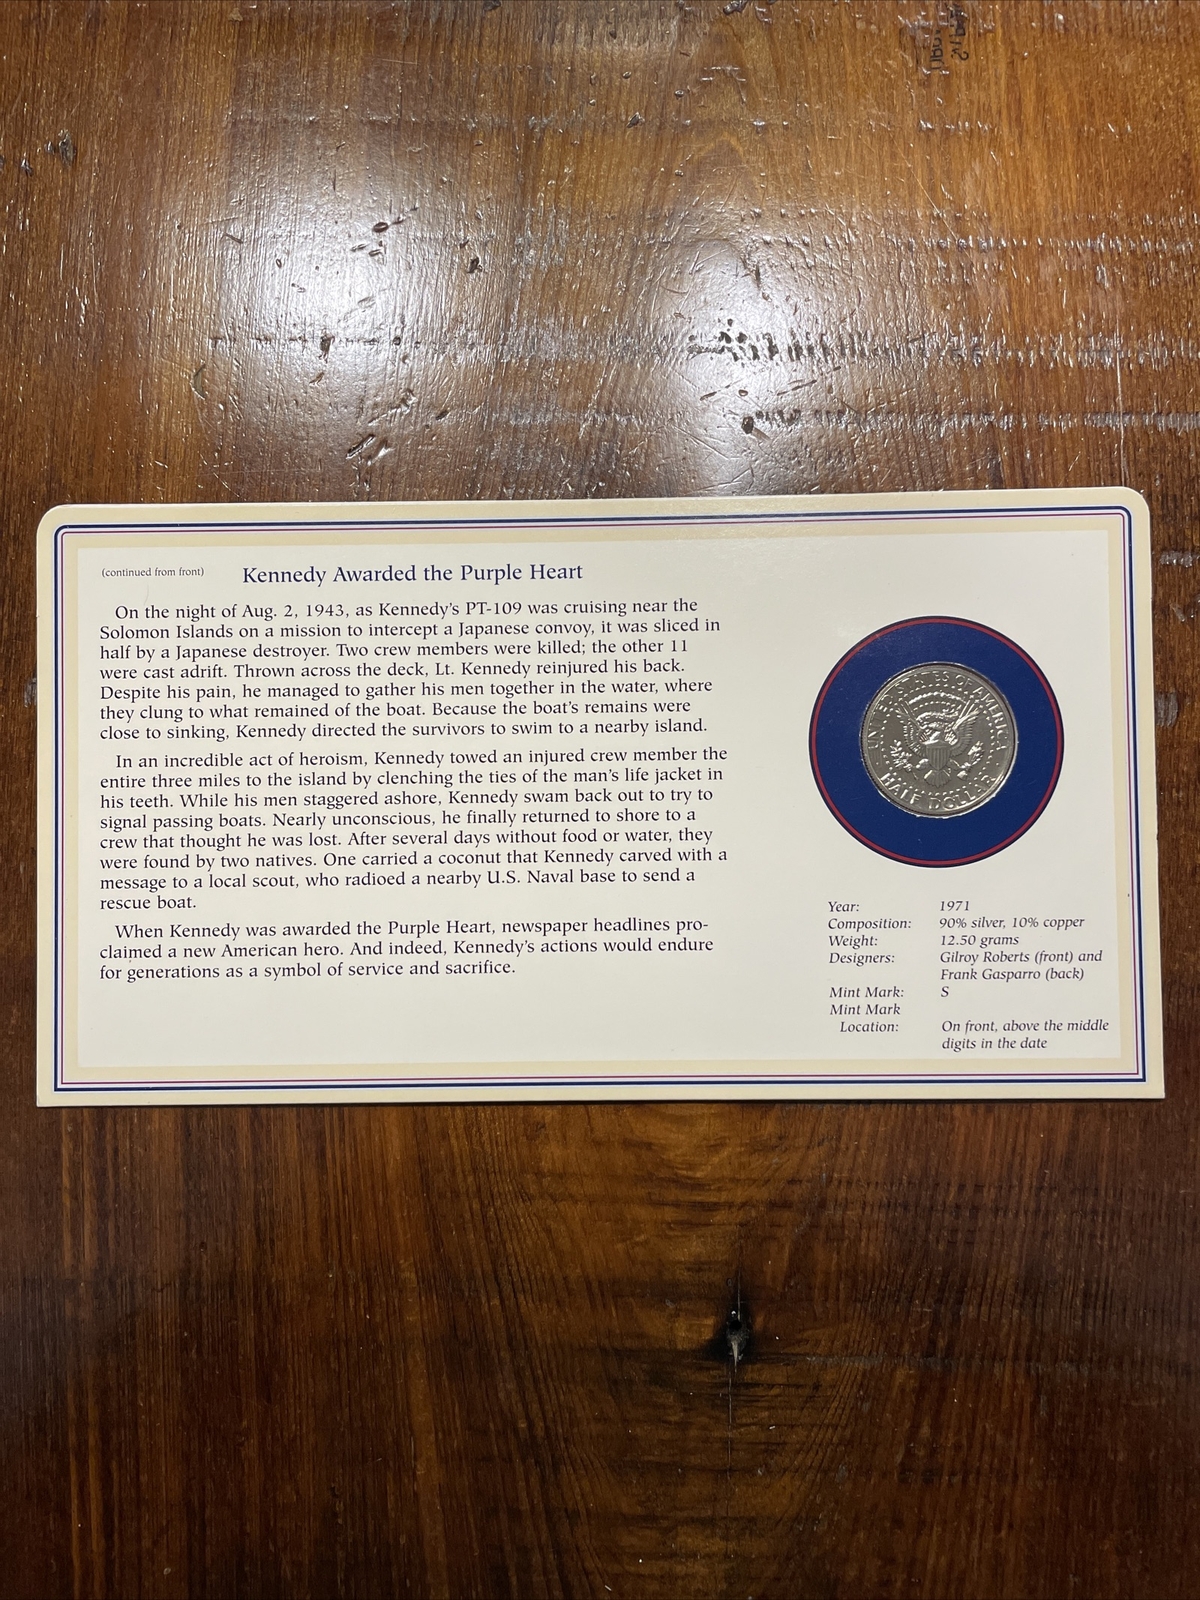 (continued from front)
Kennedy Awarded the Purple Heart
On the night of Aug. 2, 1943, as Kennedy's PT-109 was cruising near the
Solomon Islands on a mission to intercept a Japanese convoy, it was sliced in
half by a Japanese destroyer. Two crew members were killed; the other 11
were cast adrift. Thrown across the deck, Lt. Kennedy reinjured his back.
Despite his pain, he managed to gather his men together in the water, where
they clung to what remained of the boat. Because the boat's remains were
close to sinking, Kennedy directed the survivors to swim to a nearby island.
In an incredible act of heroism, Kennedy towed an injured crew member the
entire three miles to the island by clenching the ties of the man's life jacket in
his teeth. While his men staggered ashore, Kennedy swam back out to try to
signal passing boats. Nearly unconscious, he finally returned to shore to a
crew that thought he was lost. After several days without food or water, they
were found by two natives. One carried a coconut that Kennedy carved with a
message to a local scout, who radioed a nearby U.S. Naval base to send a
rescue boat.
When Kennedy was awarded the Purple Heart, newspaper headlines pro-
claimed a new American hero. And indeed, Kennedy's actions would endure
for generations as a symbol of service and sacrifice.
UNITED STATES OF AMERICA
HALF DOLLAR
Year: 1971
Composition: 90% silver, 10% copper
Weight: 12.50 grams
Designers: Gilroy Roberts (front) and
Frank Gasparro (back)
Mint Mark: S
Mint Mark
Location: On front, above the middle
digits in the date